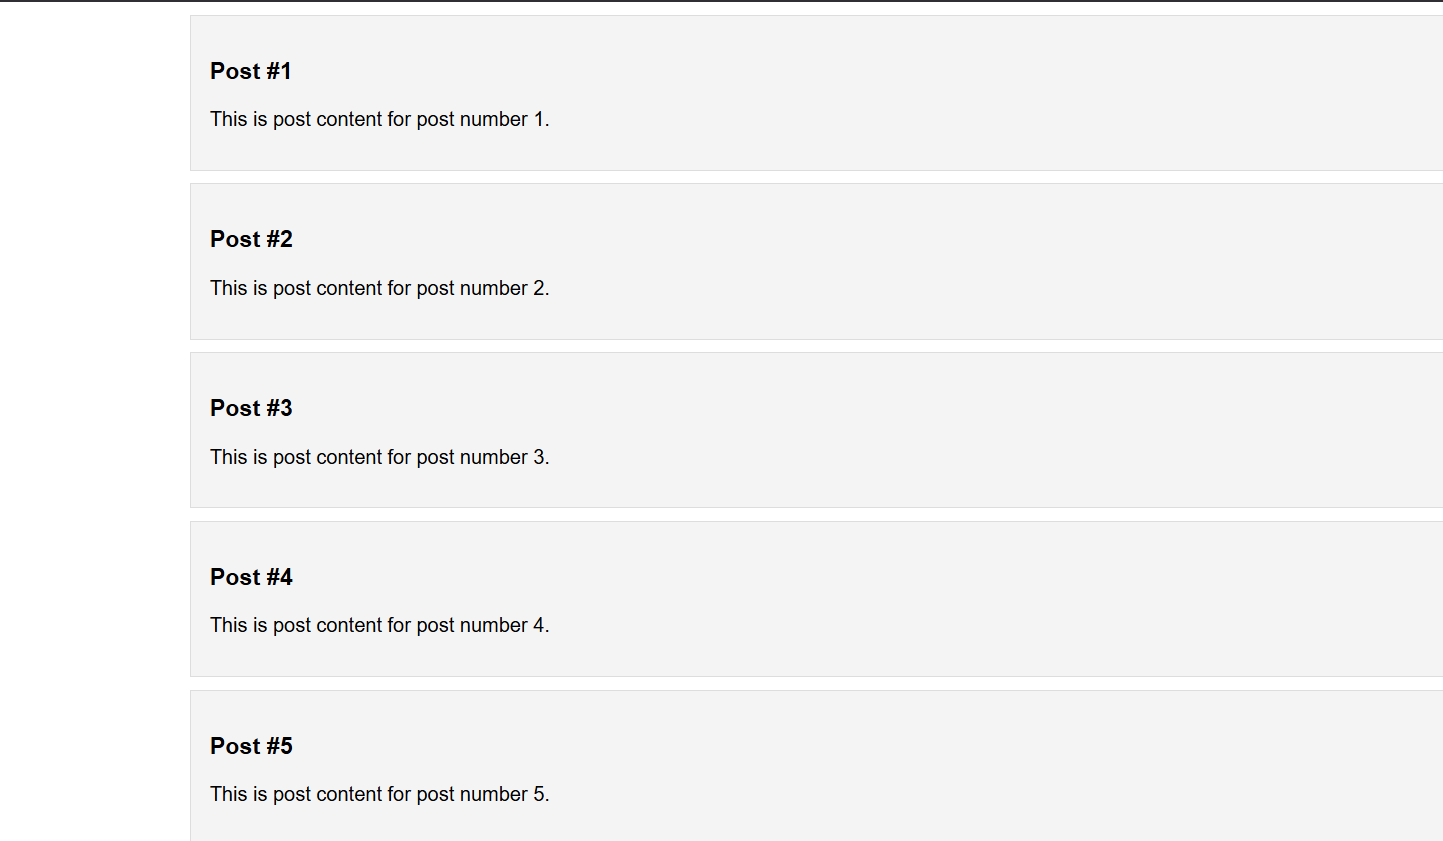 Post #1
This is post content for post number 1.
Post #2
This is post content for post number 2.
Post #3
This is post content for post number 3.
Post #4
This is post content for post number 4.
Post #5
This is post content for post number 5.